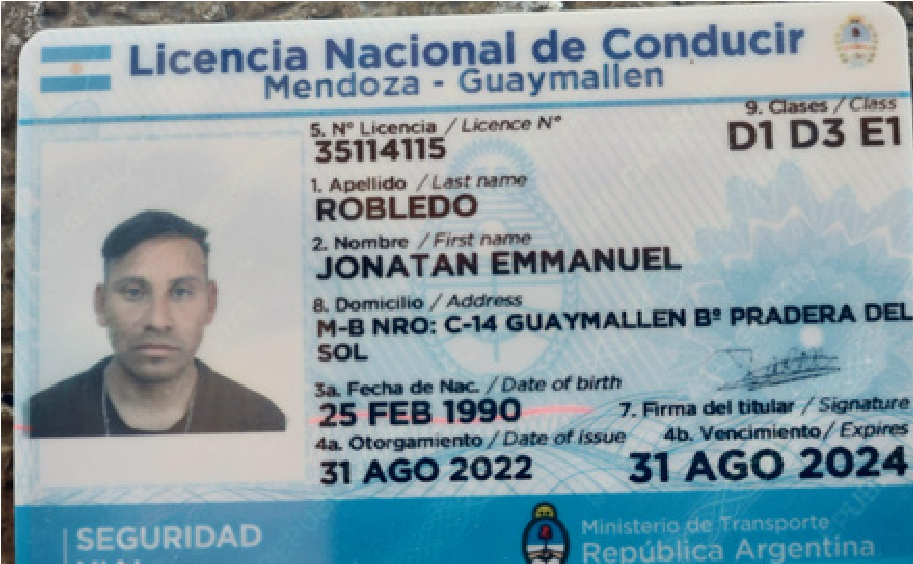 Licencia Nacional de Conducir
Mendoza - Guaymallen
9. Clases / Class
D1 D3 E1
5. Nº Licencia / Licence Nº
35114115
1. Apellido / Last name
ROBLEDO
2. Nombre / First name
JONATAN EMMANUEL
8. Domicilio / Address
M-B NRO: C-14 GUAYMALLEN Bº PRADERA DEL
SOL
3a. Fecha de Nac. / Date of birth
25 FEB 1990
7. Firma del titular / Signature
4a. Otorgamiento / Date of issue
31 AGO 2022
4b. Vencimiento / Expires
31 AGO 2024
SEGURIDAD
Ministerio de Transporte
República Argentina